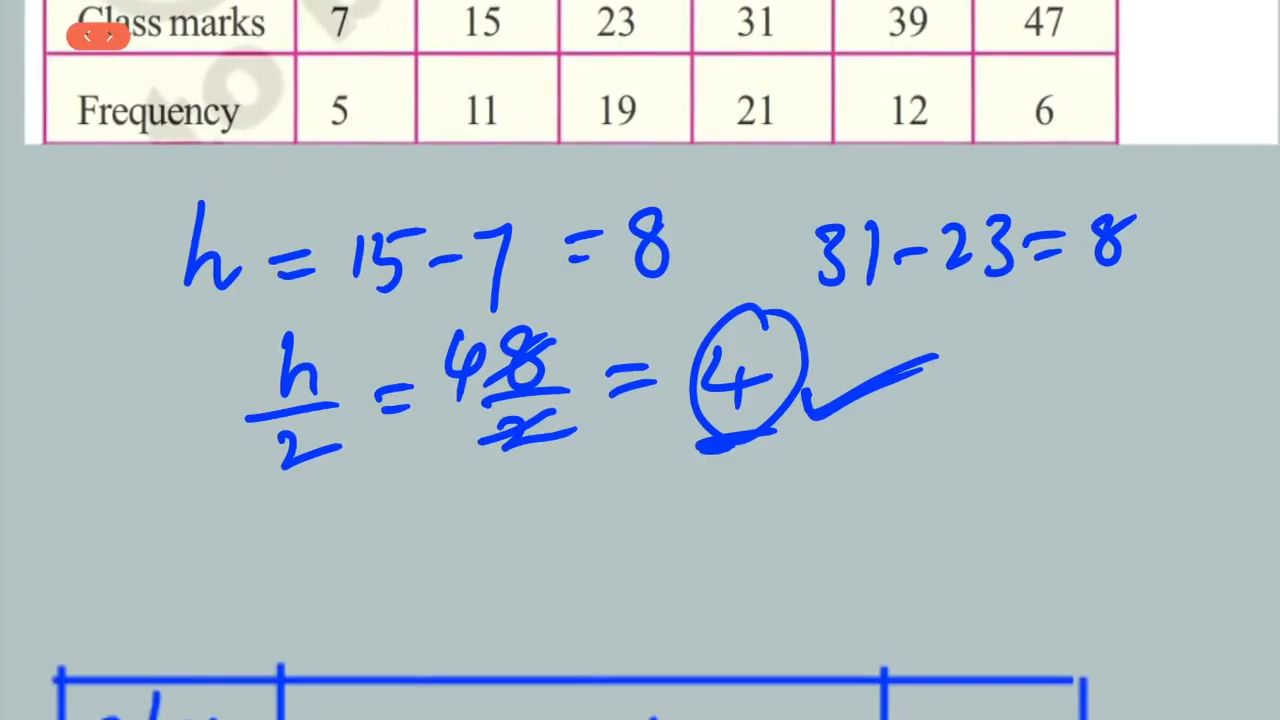 Class marks 7 15 23 31 39 47
Frequency 5 11 19 21 12 6
h = 15 - 7 = 8 31 - 23 = 8
h/2 = 4 8/2 = 4 ✓